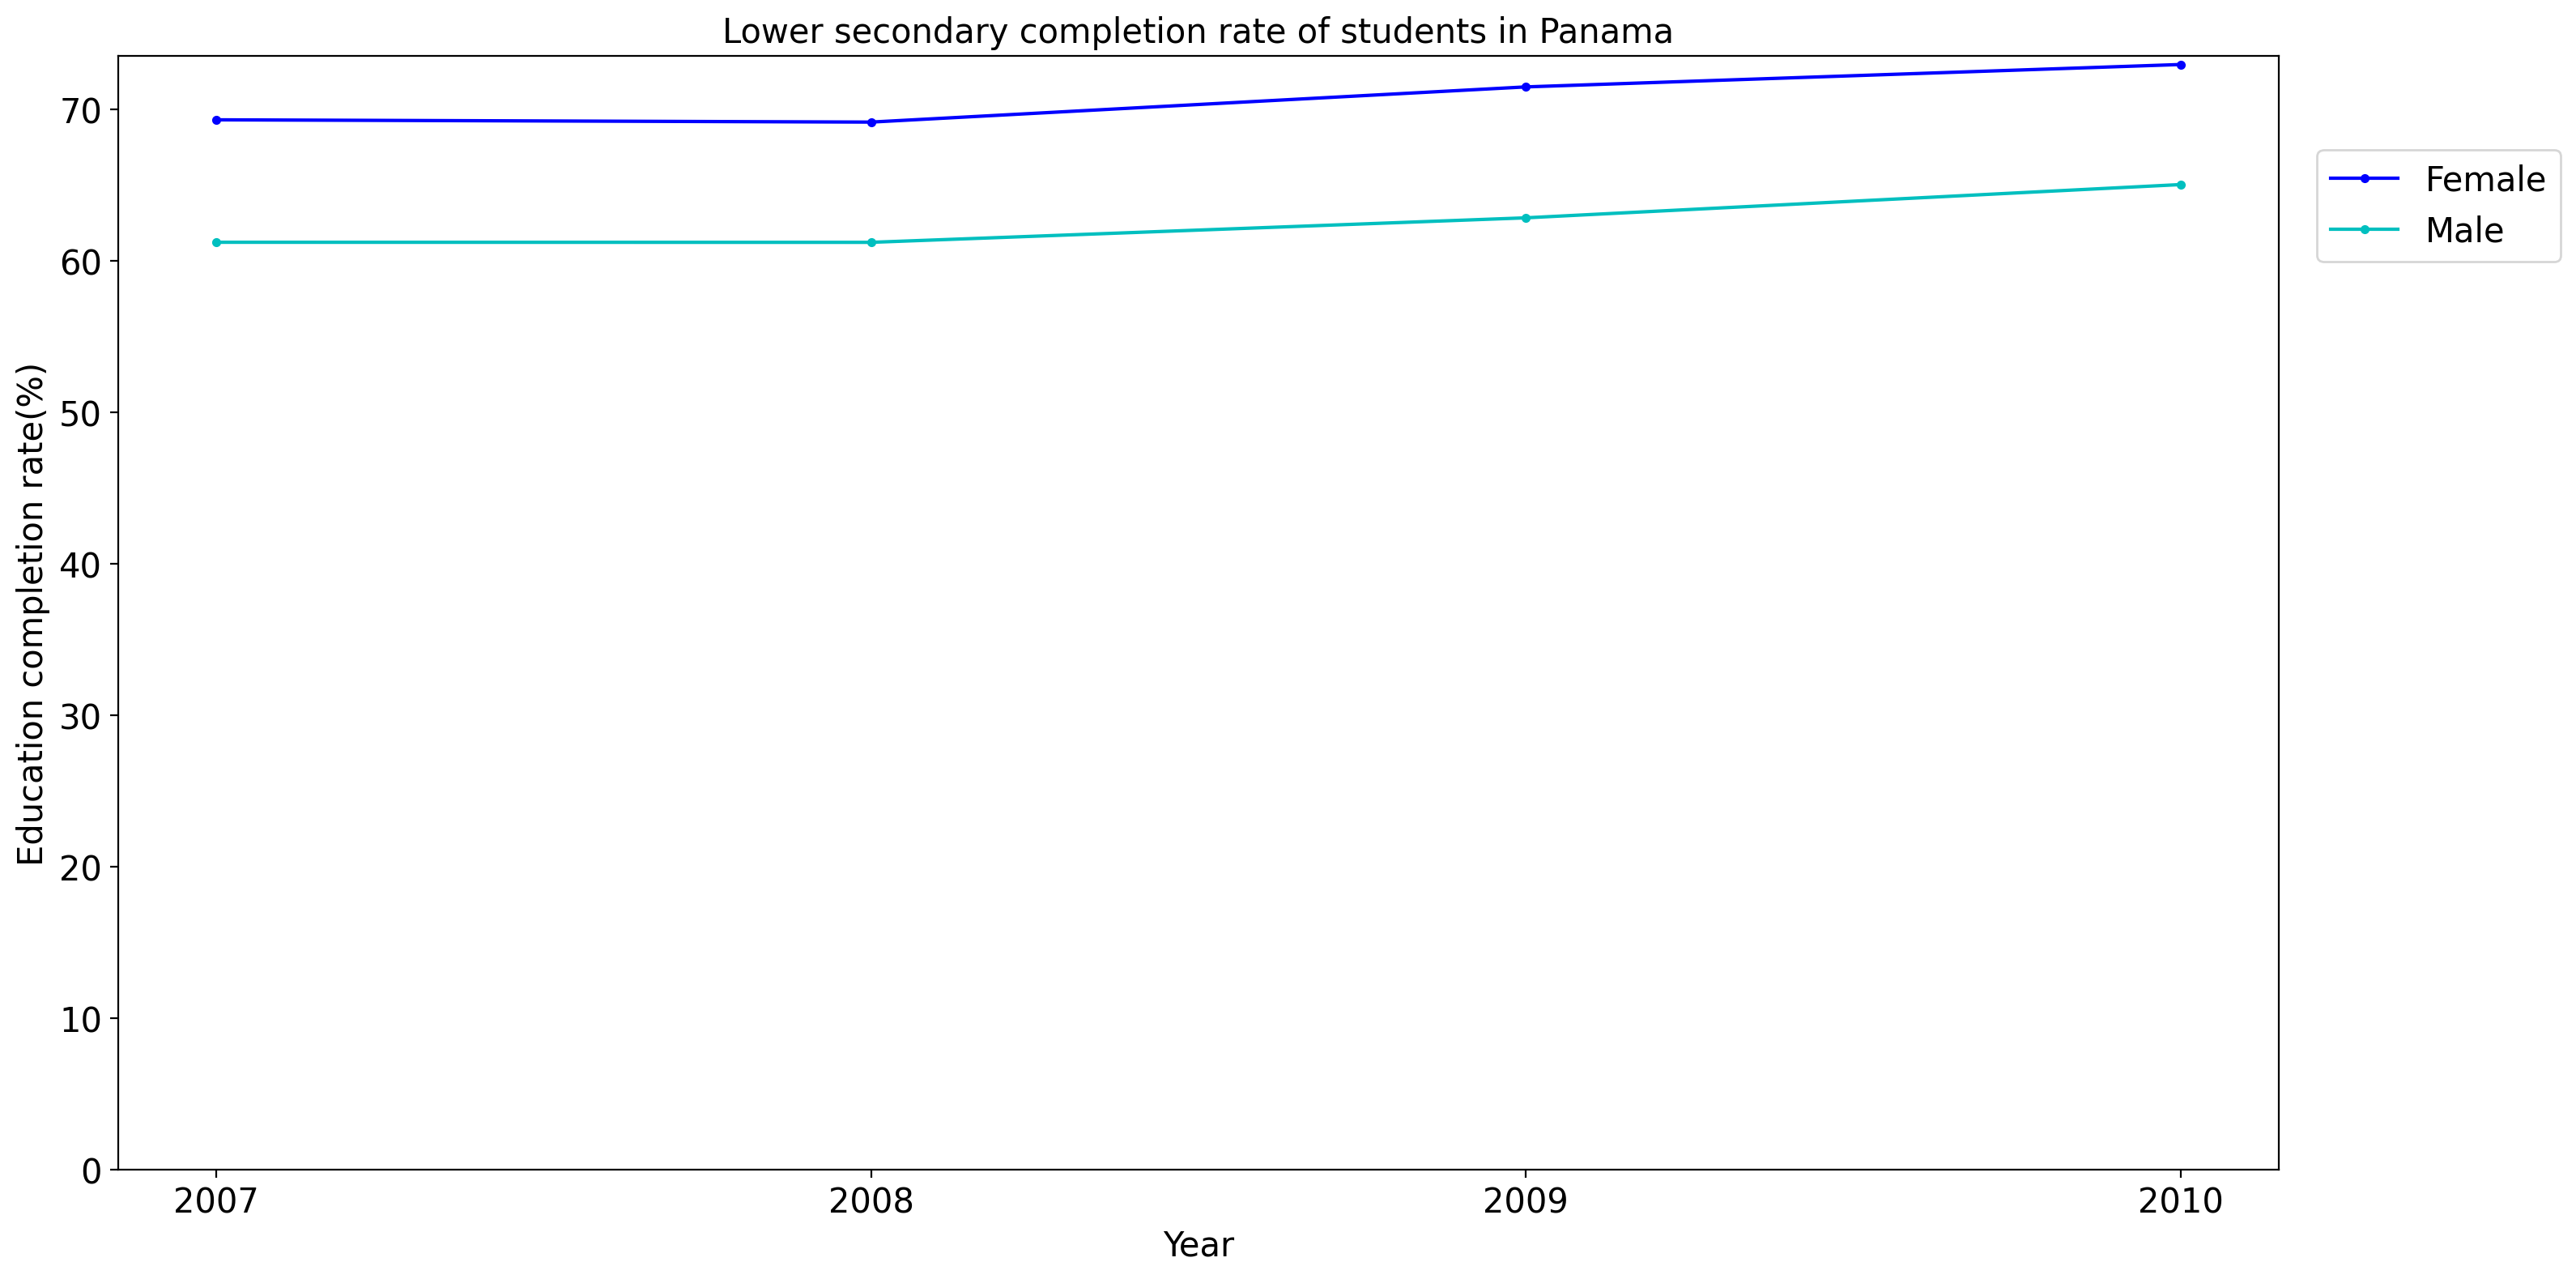 Lower secondary completion rate of students in Panama
70
60
50
40
30
20
10
0
Education completion rate(%)
2007 2008 2009 2010
Year
Female
Male